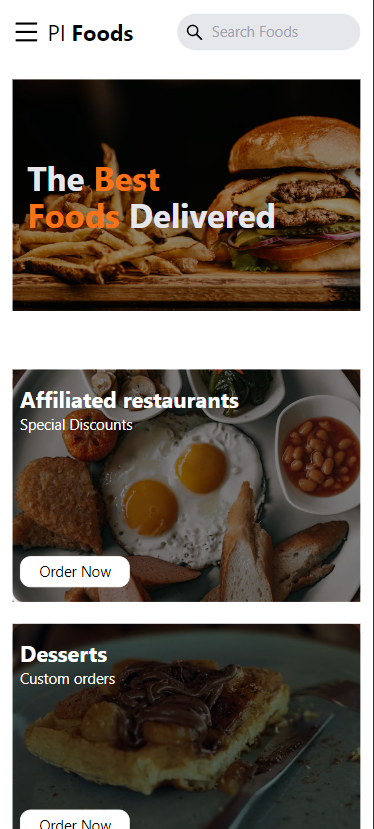 PI Foods
Search Foods
The Best
Foods Delivered
Affiliated restaurants
Special Discounts
Order Now
Desserts
Custom orders
Order Now